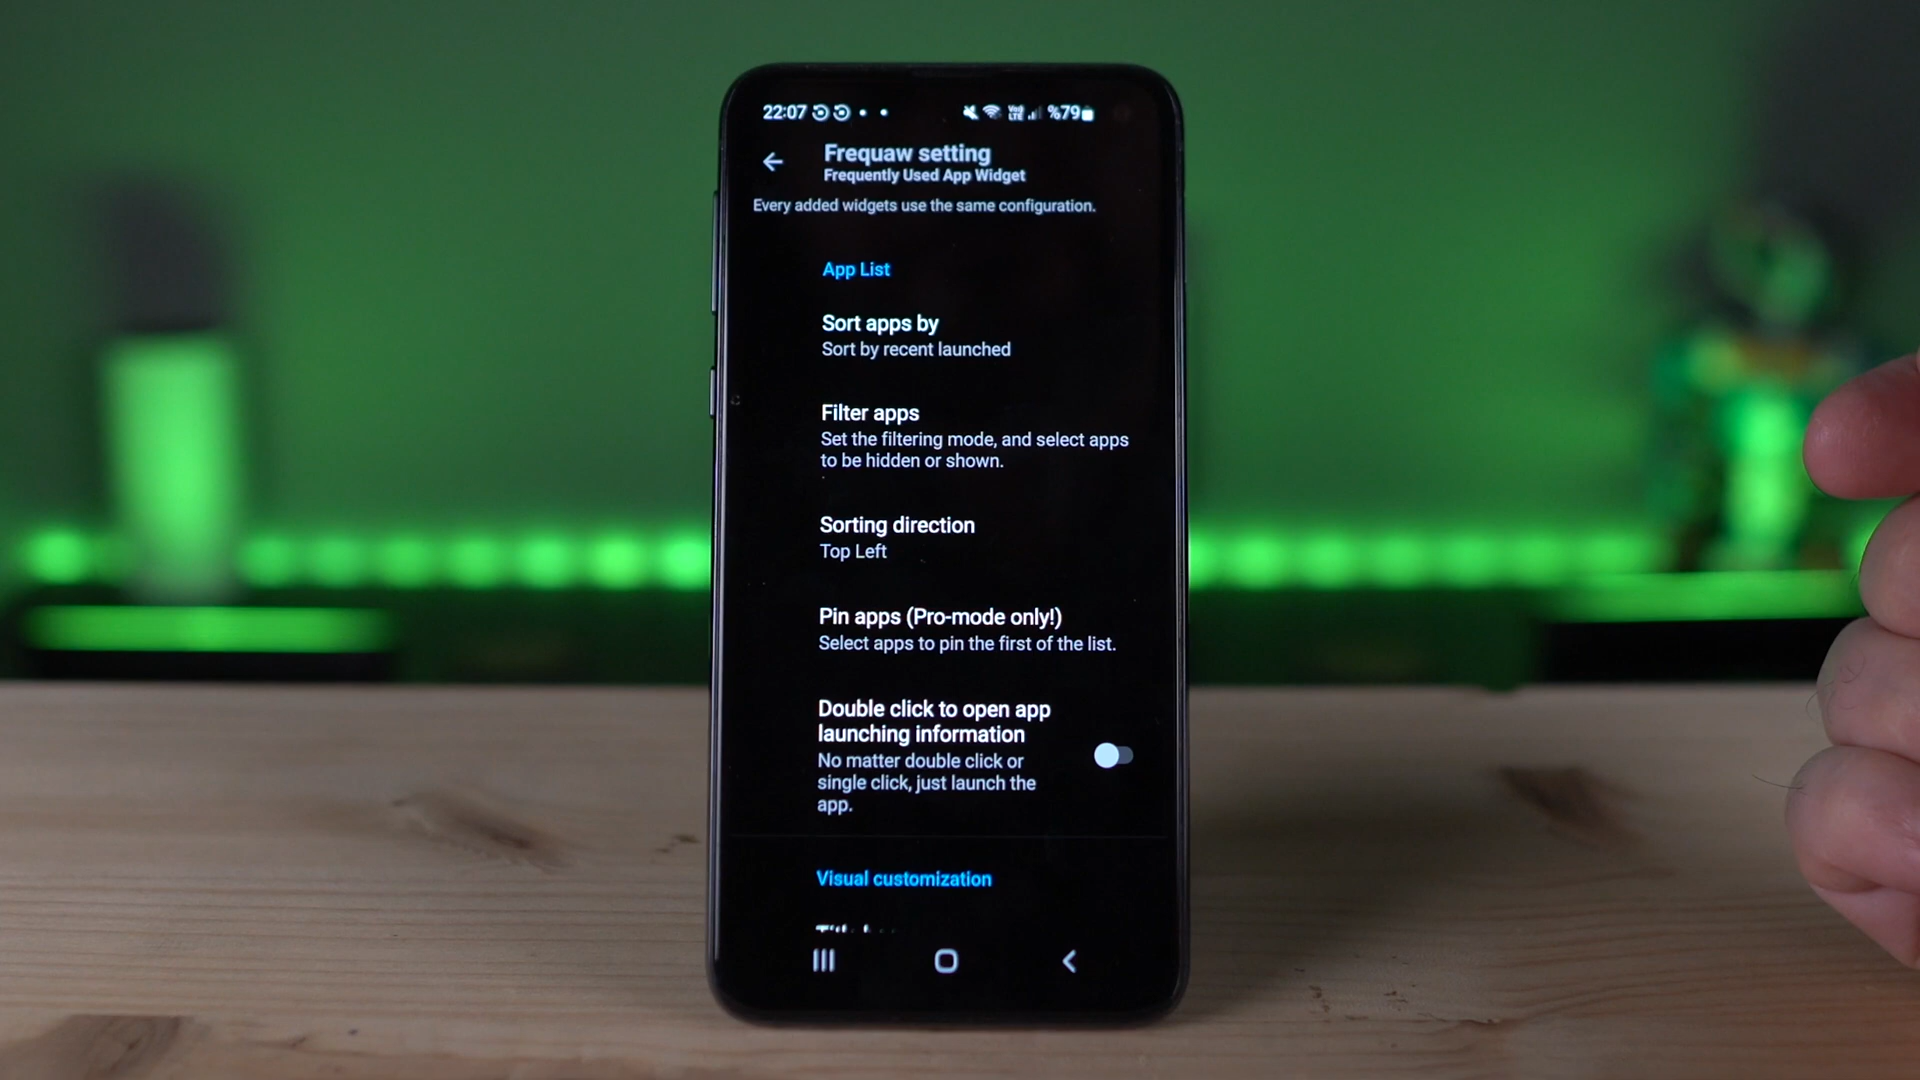 22:07 %79
Frequaw setting
Frequently Used App Widget
Every added widgets use the same configuration.
App List
Sort apps by
Sort by recent launched
Filter apps
Set the filtering mode, and select apps
to be hidden or shown.
Sorting direction
Top Left
Pin apps (Pro-mode only!)
Select apps to pin the first of the list.
Double click to open app
launching information
No matter double click or
single click, just launch the
app.
Visual customization